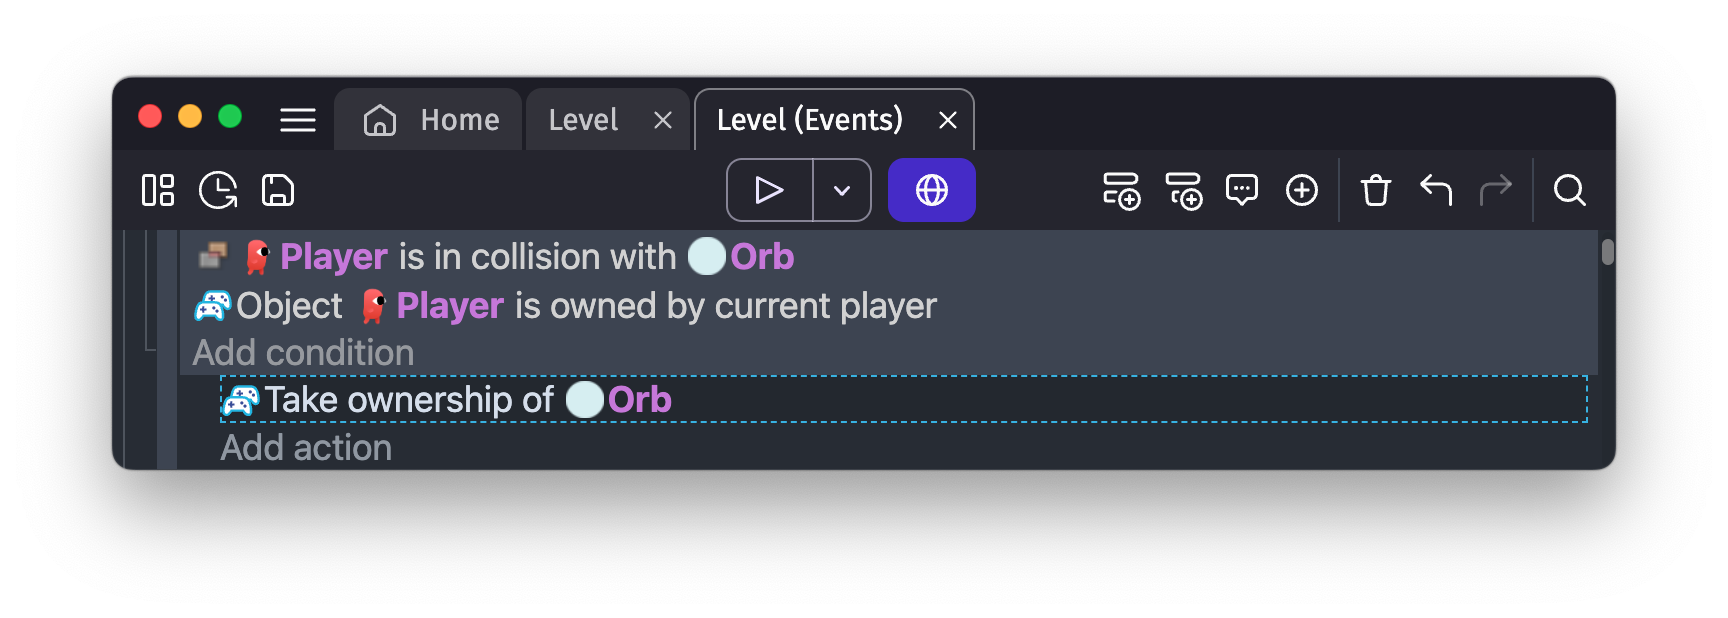 Home
Level
Level (Events)
Player is in collision with Orb
Object Player is owned by current player
Add condition
Take ownership of Orb
Add action